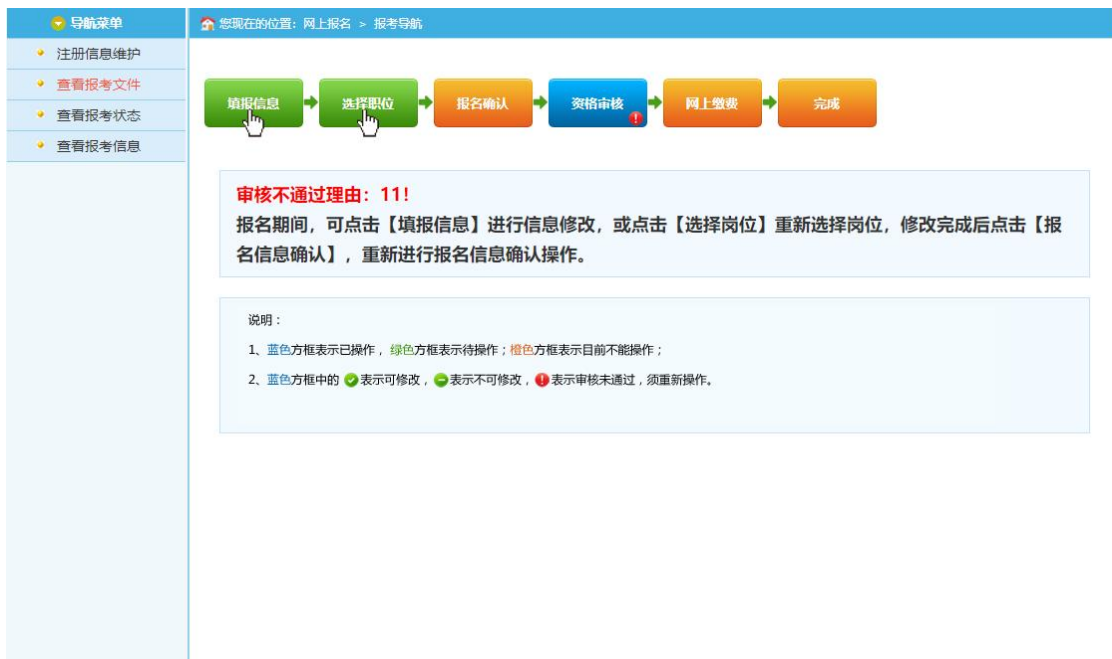 导航菜单
您现在的位置：网上报名 > 报考导航
注册信息维护
查看报考文件
查看报考状态
查看报考信息
填报信息
选择职位
报名确认
资格审核
网上缴费
完成
审核不通过理由：11！
报名期间，可点击【填报信息】进行信息修改，或点击【选择岗位】重新选择岗位，修改完成后点击【报
名信息确认】，重新进行报名信息确认操作。
说明：
1、蓝色方框表示已操作，绿色方框表示待操作；橙色方框表示目前不能操作；
2、蓝色方框中的 表示可修改， 表示不可修改， 表示审核未通过，须重新操作。